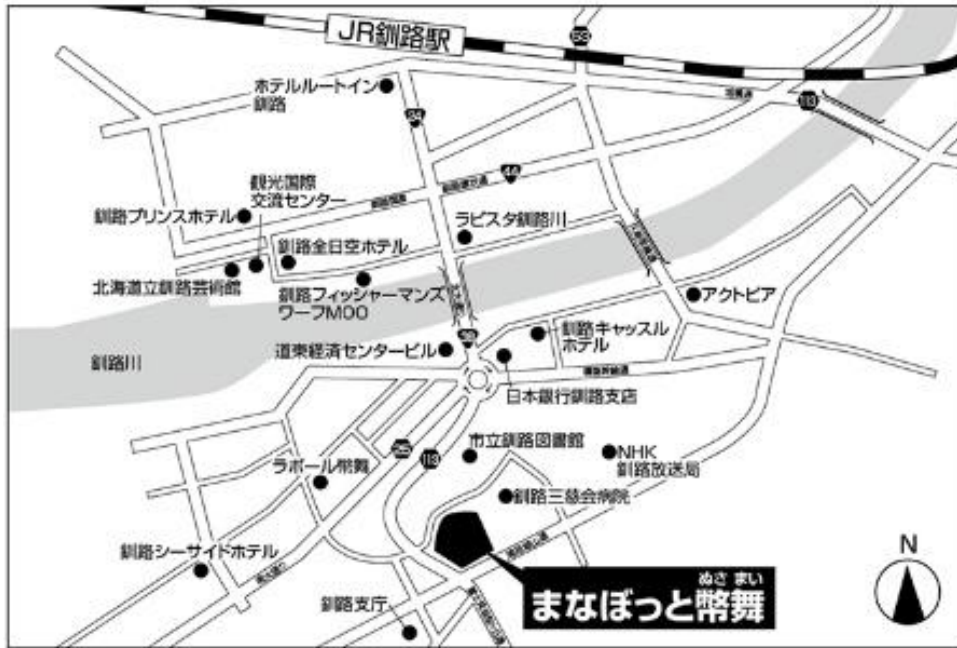 JR釧路駅
53
ホテルルートイン
釧路
113
24
44
観光国際
交流センター
釧路プリンスホテル
ラビスタ釧路川
釧路全日空ホテル
北海道立釧路芸術館
釧路フィッシャーマンズ
ワーフMOO
アクトピア
38
釧路キャッスル
ホテル
道東経済センタービル
釧路川
日本銀行釧路支店
市立釧路図書館
NHK
釧路放送局
113
ラポール幣舞
釧路三慈会病院
釧路シーサイドホテル
N
ぬさ まい
まなぼっと幣舞
釧路支庁